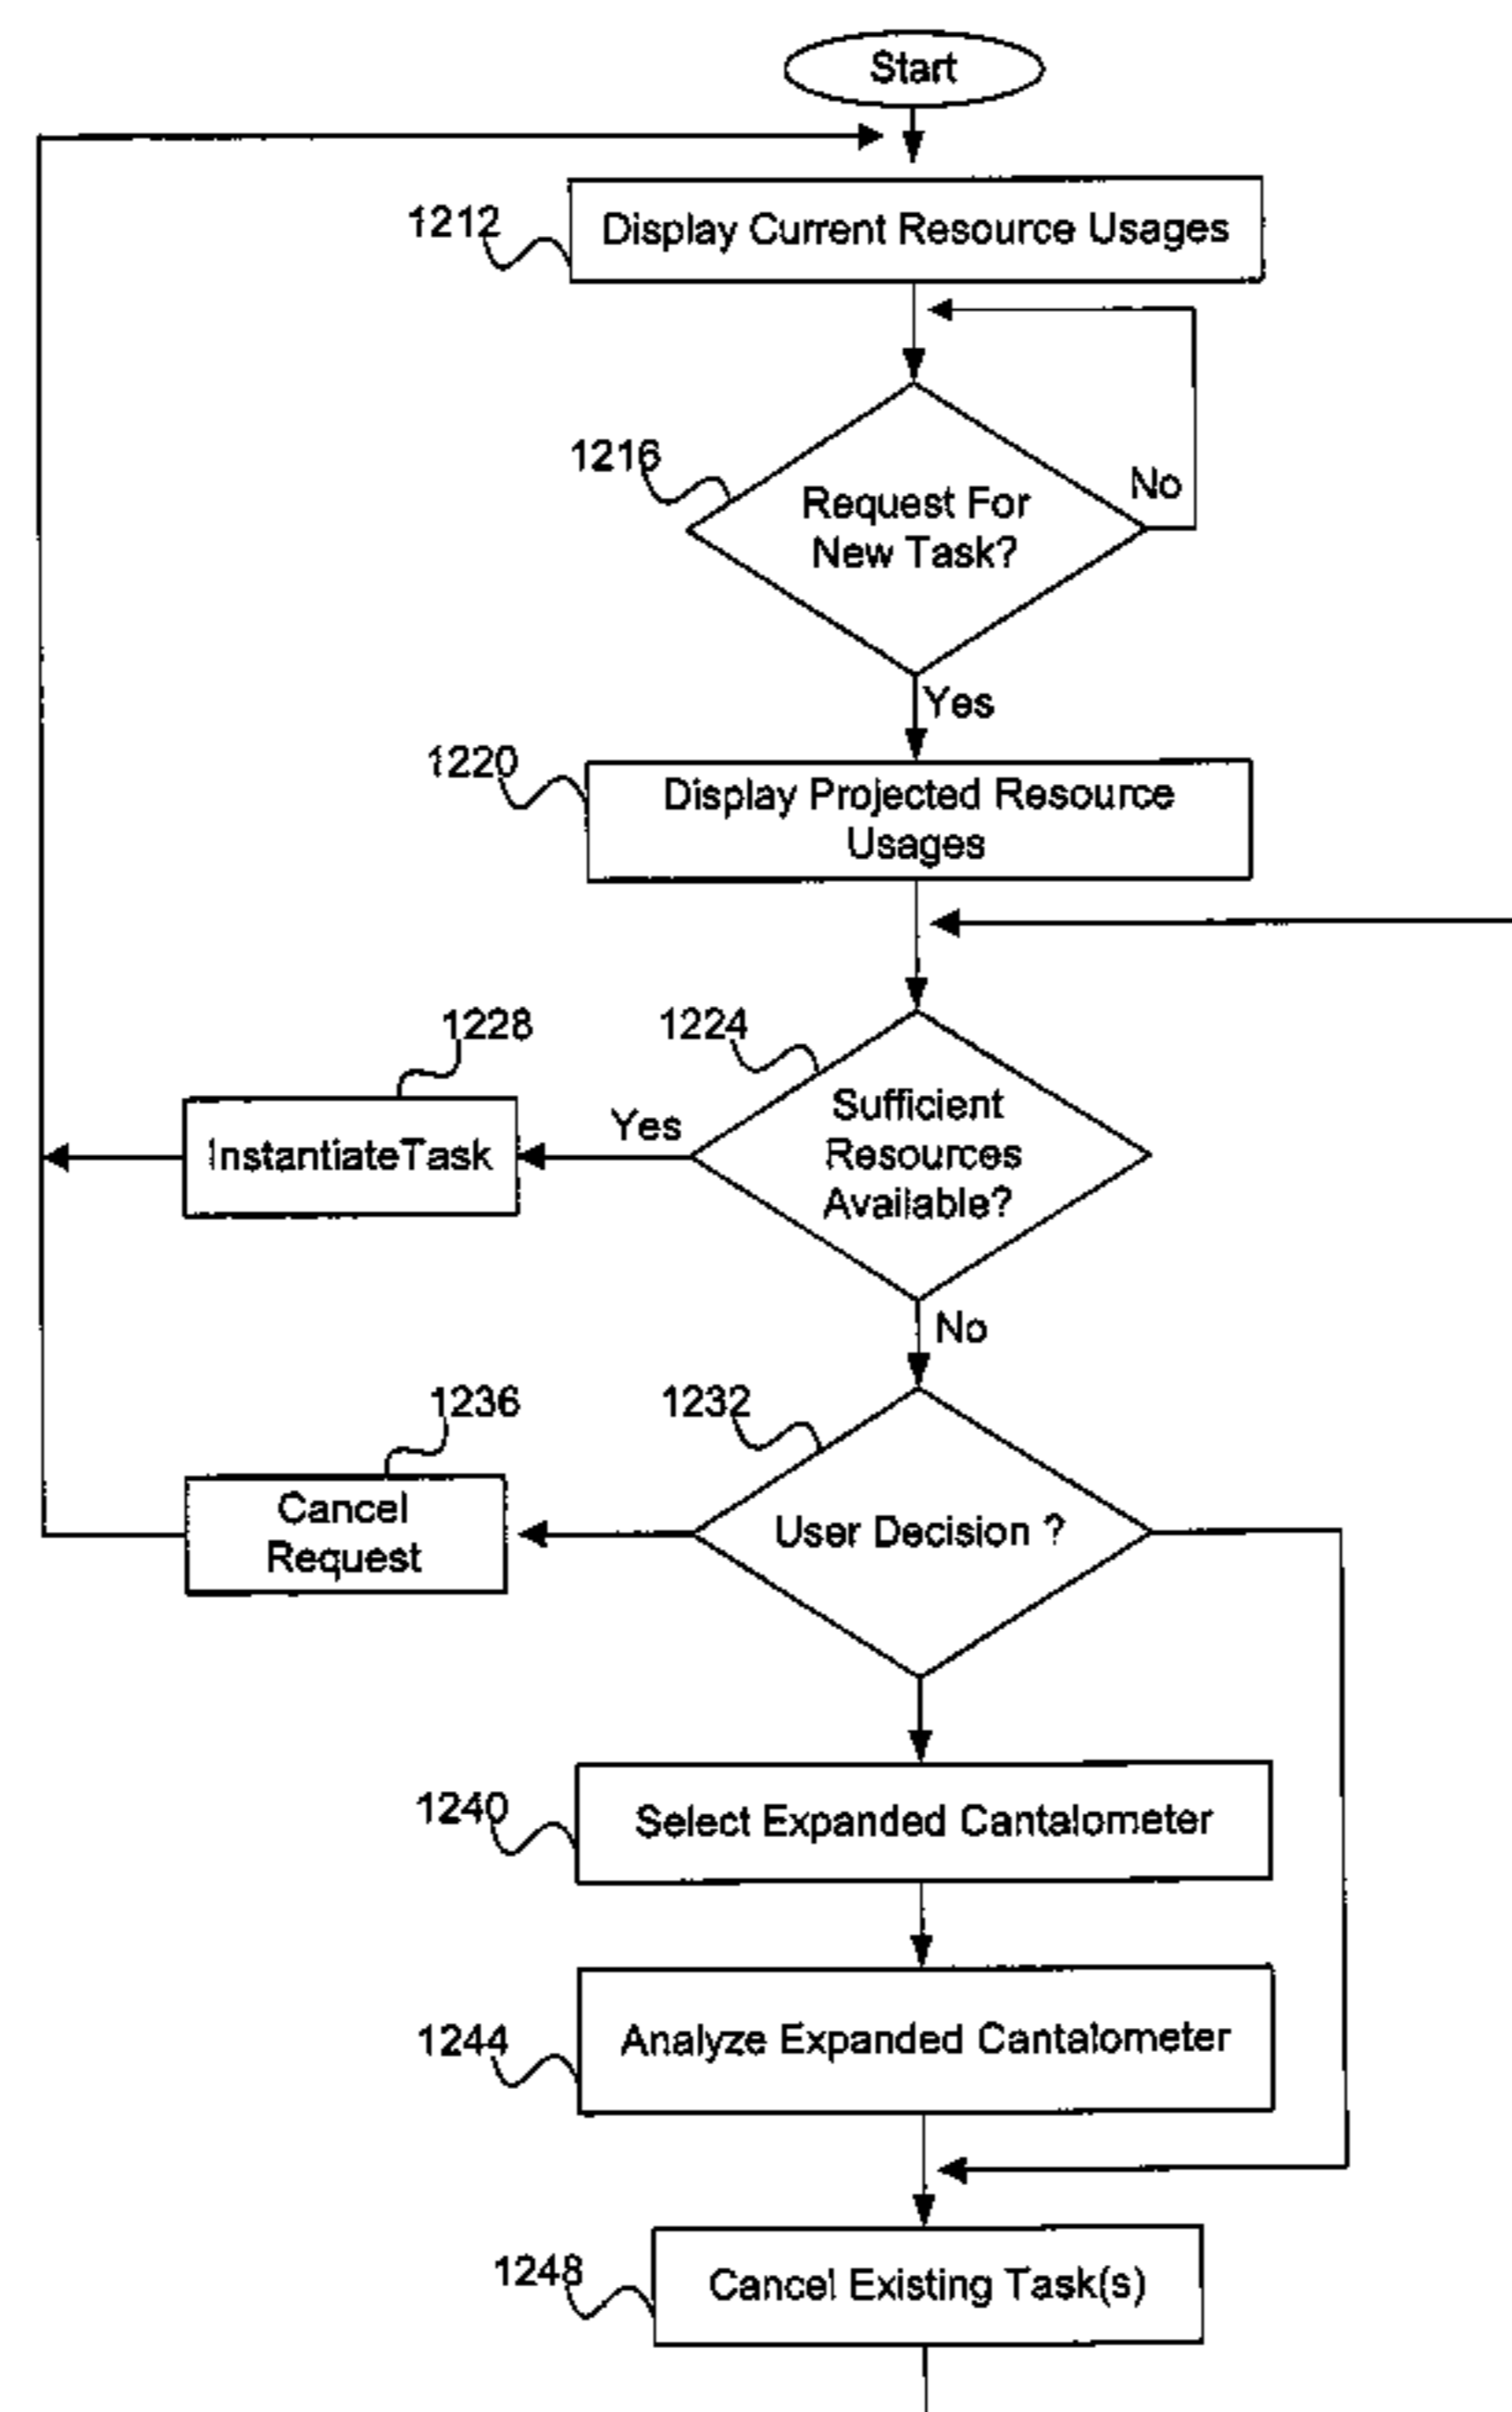 Start
1212
Display Current Resource Usages
1216
Request For
New Task?
No
Yes
1220
Display Projected Resource
Usages
1228
1224
InstantiateTask
Yes
Sufficient
Resources
Available?
No
1236
1232
Cancel
Request
User Decision ?
1240
Select Expanded Cantalometer
1244
Analyze Expanded Cantalometer
1248
Cancel Existing Task(s)